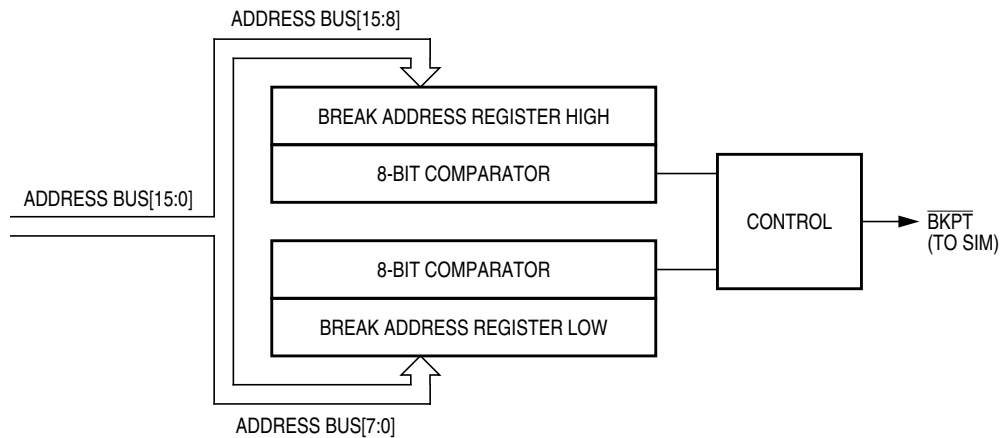 ADDRESS BUS[15:8]
BREAK ADDRESS REGISTER HIGH
8-BIT COMPARATOR
ADDRESS BUS[15:0]
CONTROL
BKPT
(TO SIM)
8-BIT COMPARATOR
BREAK ADDRESS REGISTER LOW
ADDRESS BUS[7:0]